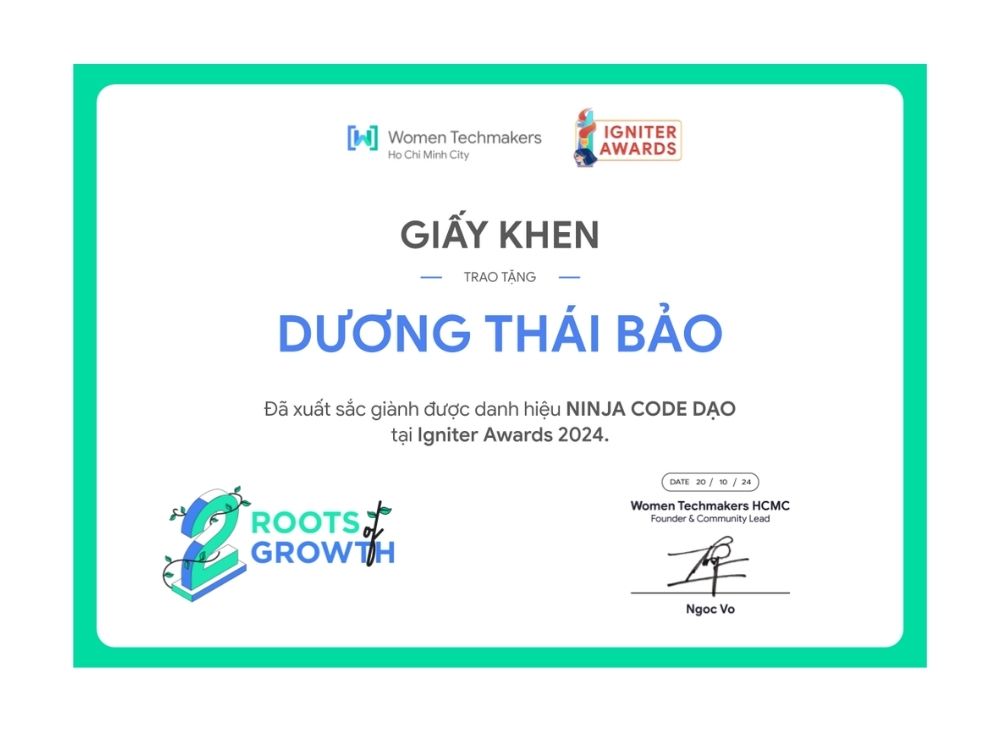 Women Techmakers
Ho Chi Minh City
IGNITER
AWARDS
GIẤY KHEN
TRAO TẶNG
DƯƠNG THÁI BẢO
Đã xuất sắc giành được danh hiệu NINJA CODE DẠO
tại Igniter Awards 2024.
2
ROOTS of
GROWTH
DATE 20 / 10 / 24
Women Techmakers HCMC
Founder & Community Lead
Ngoc Vo